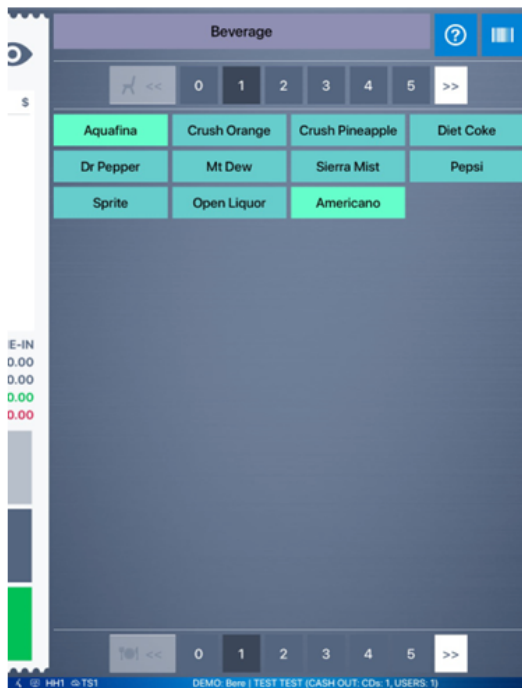 Beverage
?
<< 0 1 2 3 4 5 >>
$
Aquafina Crush Orange Crush Pineapple Diet Coke
Dr Pepper Mt Dew Sierra Mist Pepsi
Sprite Open Liquor Americano
E-IN
0.00
0.00
0.00
0.00
<< 0 1 2 3 4 5 >>
HH1 TS1 DEMO: Bere | TEST TEST (CASH OUT: CDs: 1, USERS: 1)